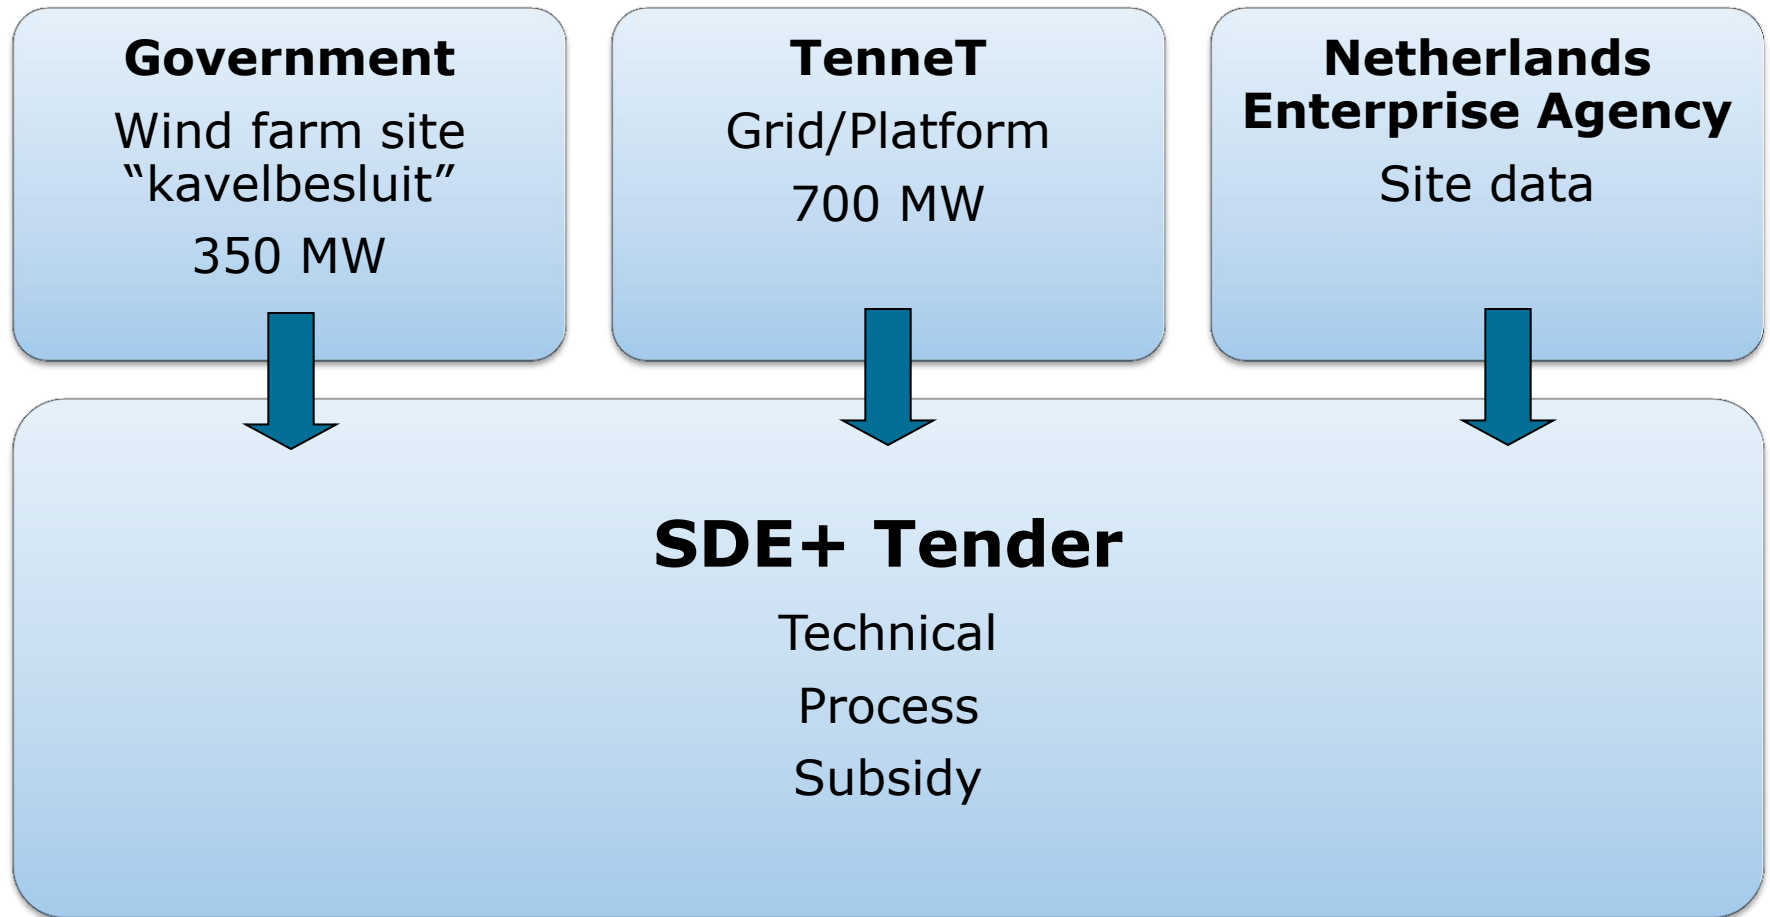 Government
Wind farm site
“kavelbesluit”
350 MW
TenneT
Grid/Platform
700 MW
Netherlands
Enterprise Agency
Site data
SDE+ Tender
Technical
Process
Subsidy